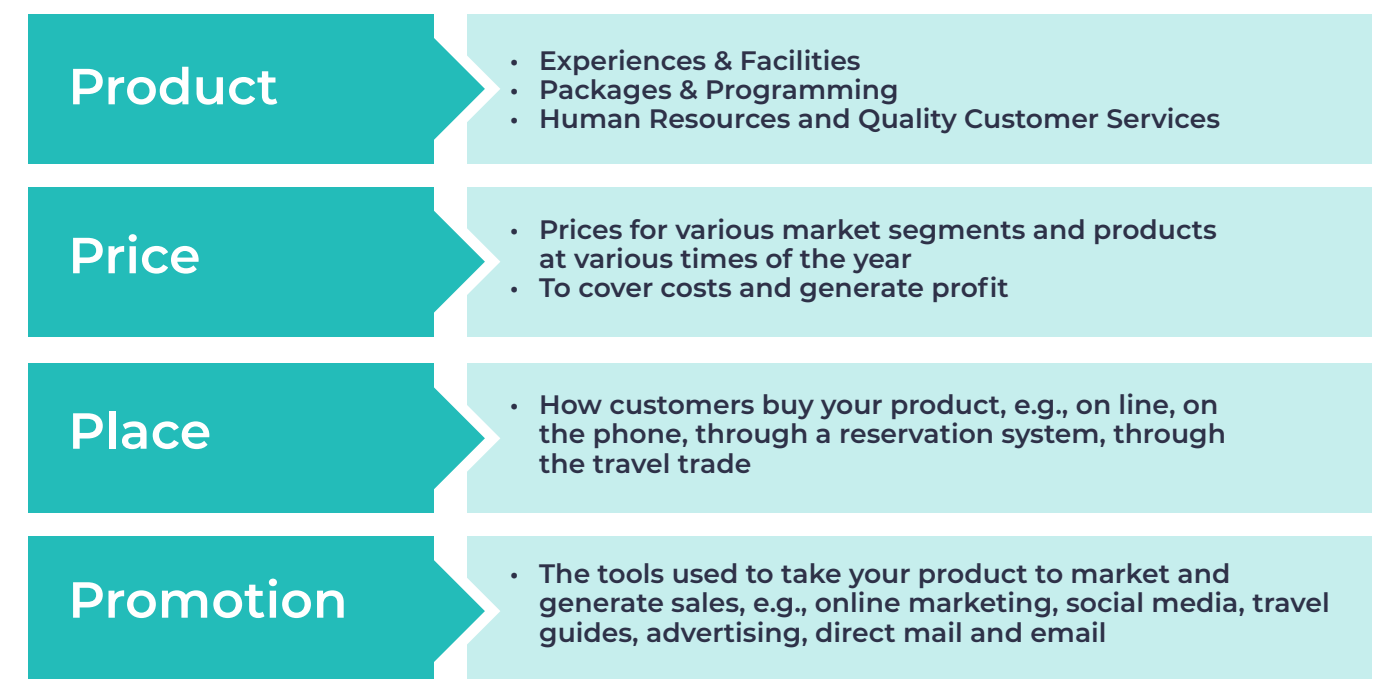 Product
• Experiences & Facilities
• Packages & Programming
• Human Resources and Quality Customer Services
Price
• Prices for various market segments and products
at various times of the year
• To cover costs and generate profit
Place
• How customers buy your product, e.g., on line, on
the phone, through a reservation system, through
the travel trade
Promotion
• The tools used to take your product to market and
generate sales, e.g., online marketing, social media, travel
guides, advertising, direct mail and email